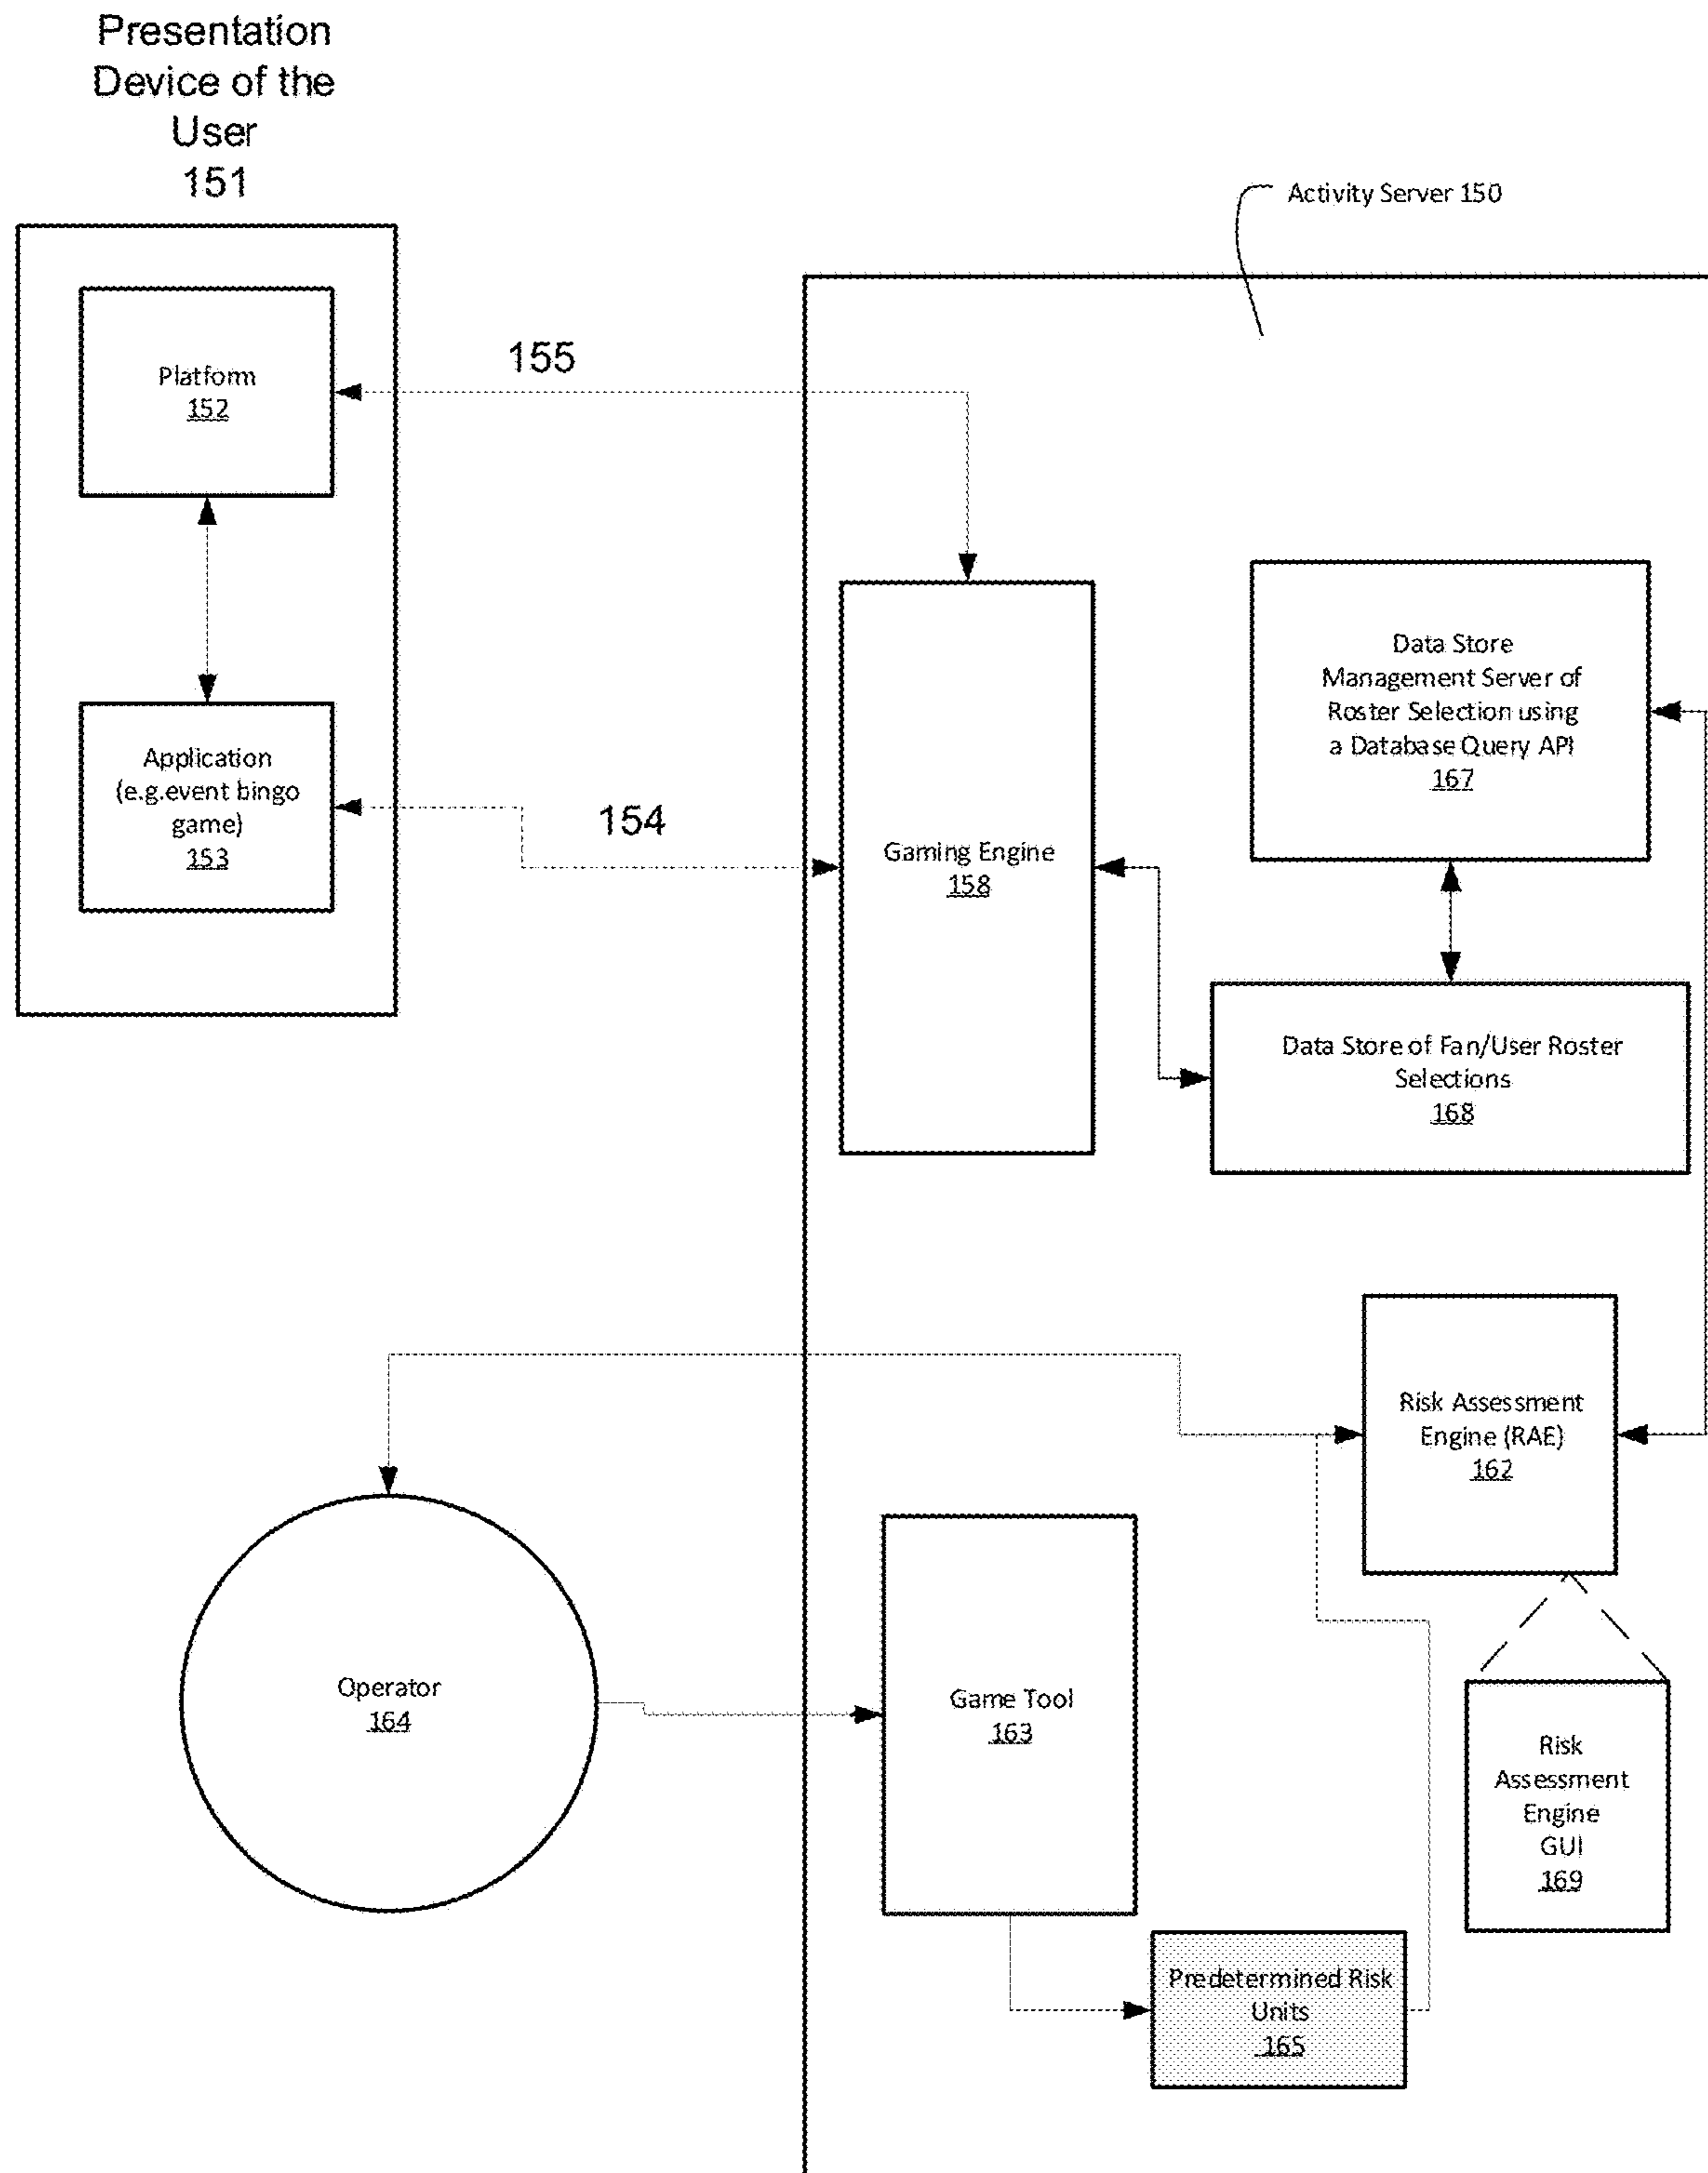 Presentation
Device of the
User
151
Activity Server 150
Platform
152
155
Application
(e.g.event bingo
game)
153
154
Gaming Engine
158
Data Store
Management Server of
Roster Selection using
a Database Query API
167
Data Store of Fan/User Roster
Selections
168
Risk Assessment
Engine (RAE)
162
Operator
164
Game Tool
163
Risk
Assessment
Engine
GUI
169
Predetermined Risk
Units
165